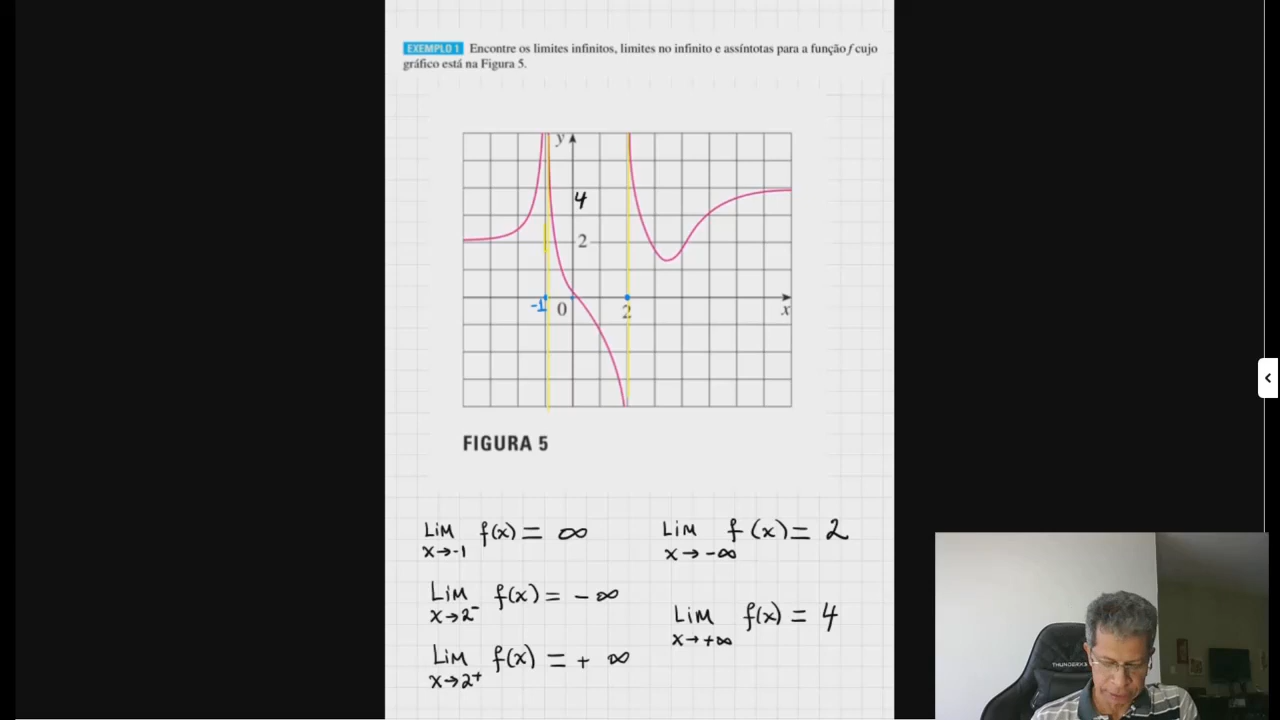 EXEMPLO 1 Encontre os limites infinitos, limites no infinito e assíntotas para a função f cujo
gráfico está na Figura 5.
y
4
2
-1 0 2 x
FIGURA 5
Lim f(x) = ∞
x→-1
Lim f(x) = -∞
x→2⁻
Lim f(x) = + ∞
x→2⁺
Lim f(x) = 2
x→-∞
Lim f(x) = 4
x→+∞
THUNDERX3